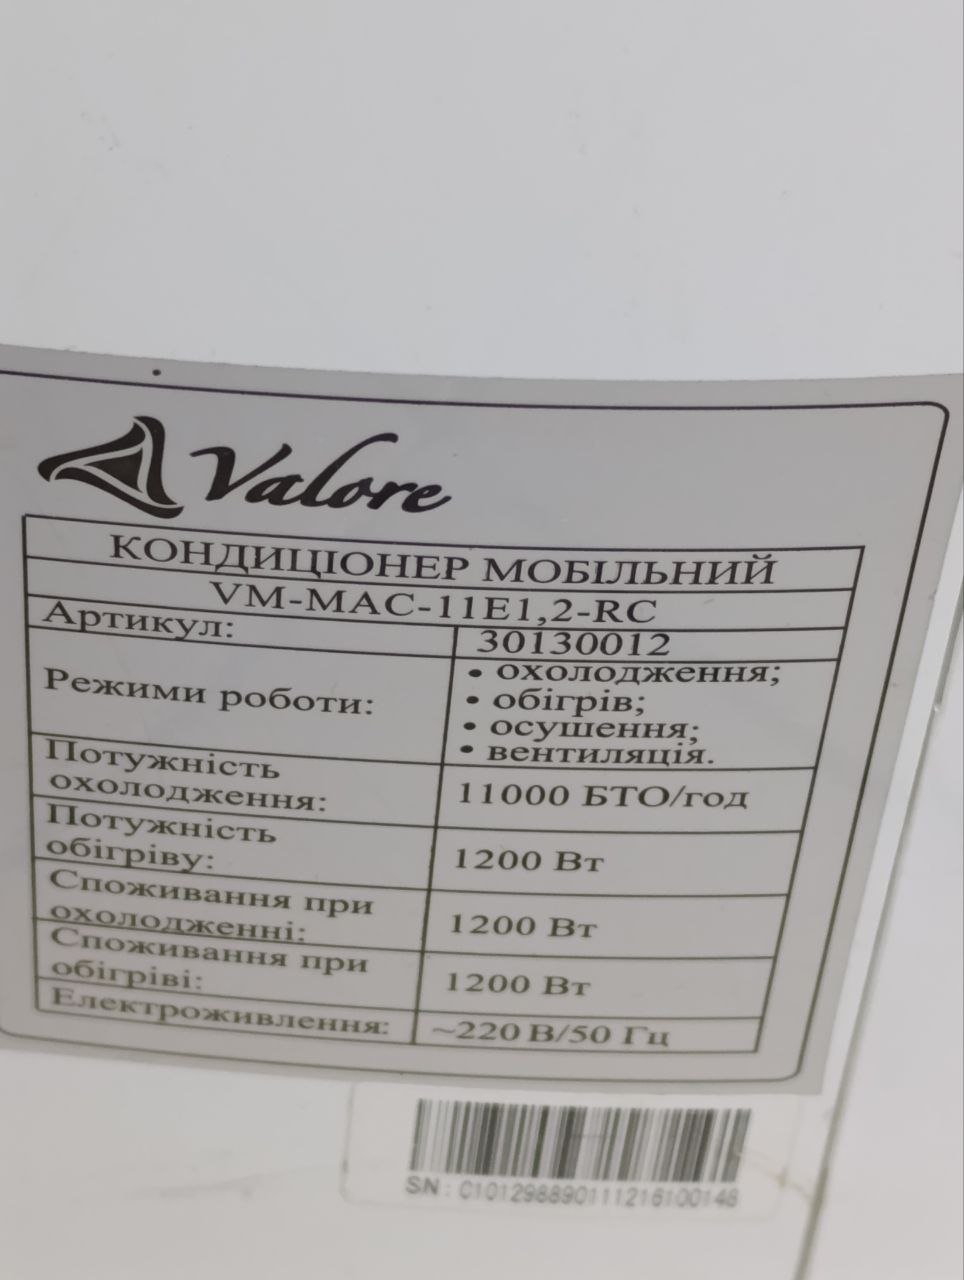 Valore
КОНДИЦІОНЕР МОБІЛЬНИЙ
VM-MAC-11E1,2-RC
Артикул: 30130012
Режими роботи:
• охолодження;
• обігрів;
• осушення;
• вентиляція.
Потужність
охолодження:
11000 БТО/год
Потужність
обігріву:
1200 Вт
Споживання при
охолодженні:
1200 Вт
Споживання при
обігріві:
1200 Вт
Електроживлення: ~220 В/50 Гц
SN: C101298890111216100148